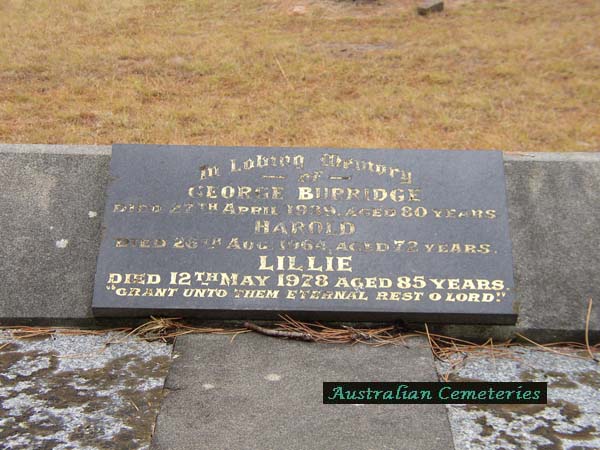 In Loving Memory
— OF —
GEORGE BURRIDGE
DIED 27TH APRIL 1939, AGED 80 YEARS
HAROLD
DIED 26TH AUG 1964, AGED 72 YEARS.
LILLIE
DIED 12TH MAY 1978 AGED 85 YEARS.
"GRANT UNTO THEM ETERNAL REST O LORD!"
Australian Cemeteries